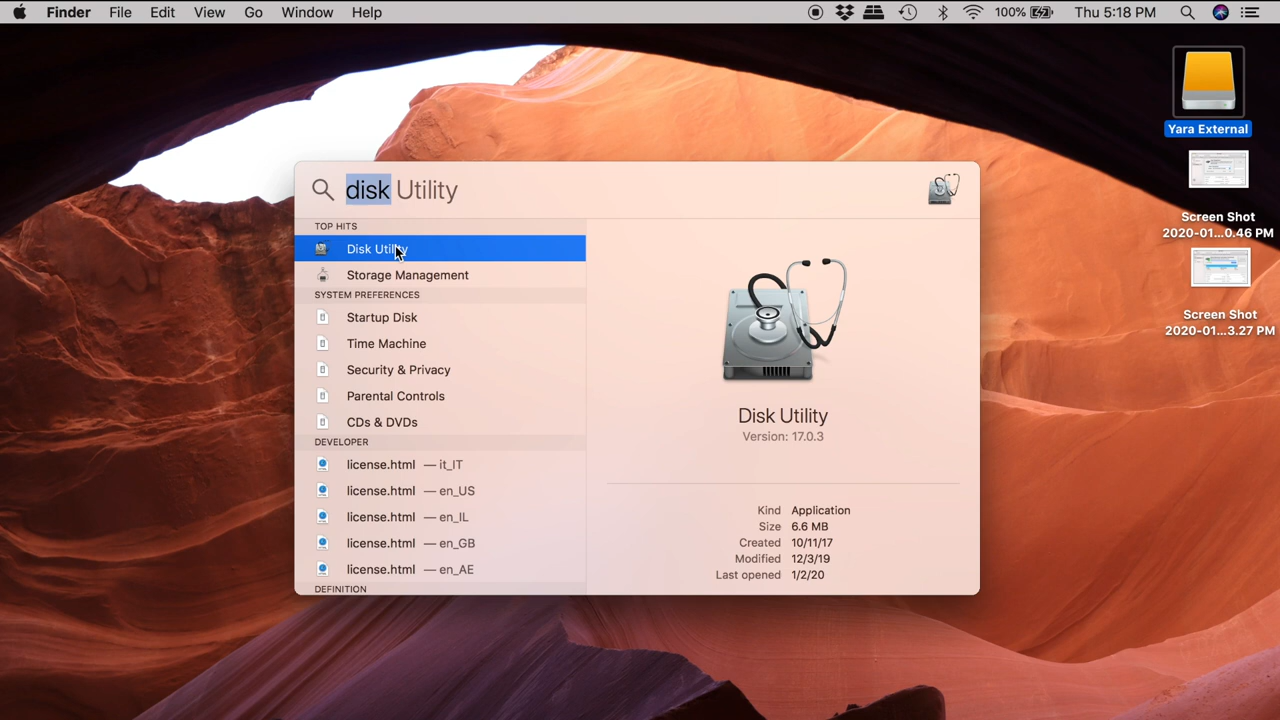 Finder File Edit View Go Window Help 100% Thu 5:18 PM
Yara External
Screen Shot
2020-01...0.46 PM
Screen Shot
2020-01...3.27 PM
disk Utility
TOP HITS
Disk Utility
Storage Management
SYSTEM PREFERENCES
Startup Disk
Time Machine
Security & Privacy
Parental Controls
CDs & DVDs
DEVELOPER
license.html — it_IT
license.html — en_US
license.html — en_IL
license.html — en_GB
license.html — en_AE
DEFINITION
Disk Utility
Version: 17.0.3
Kind Application
Size 6.6 MB
Created 10/11/17
Modified 12/3/19
Last opened 1/2/20